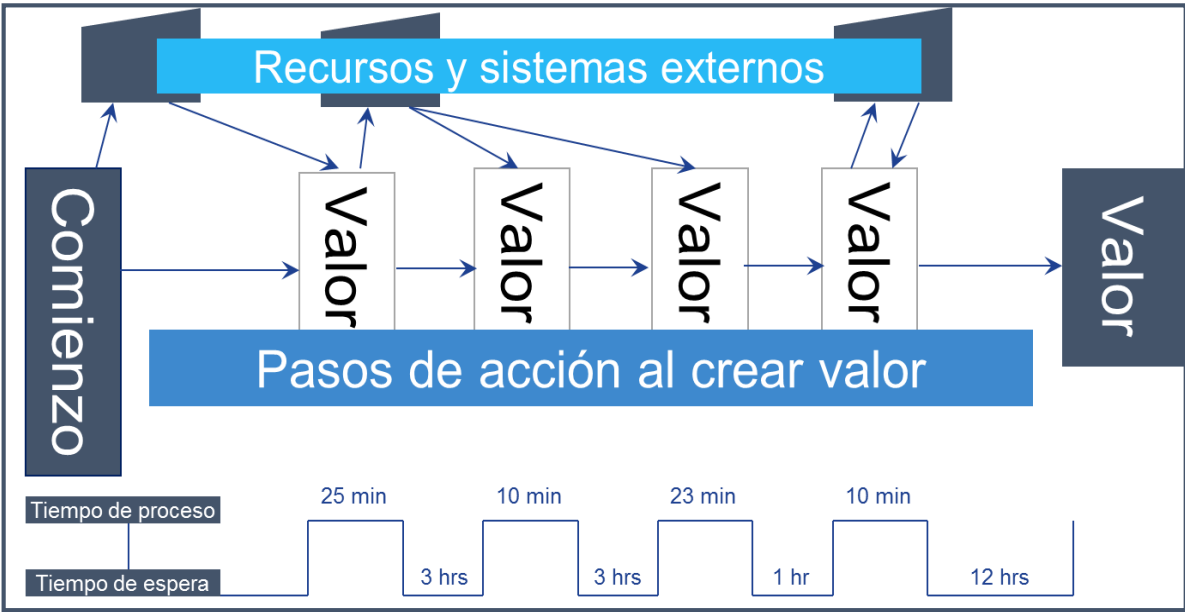 Recursos y sistemas externos
Comienzo
Valor
Valor
Valor
Valor
Valor
Pasos de acción al crear valor
Tiempo de proceso
25 min
10 min
23 min
10 min
Tiempo de espera
3 hrs
3 hrs
1 hr
12 hrs